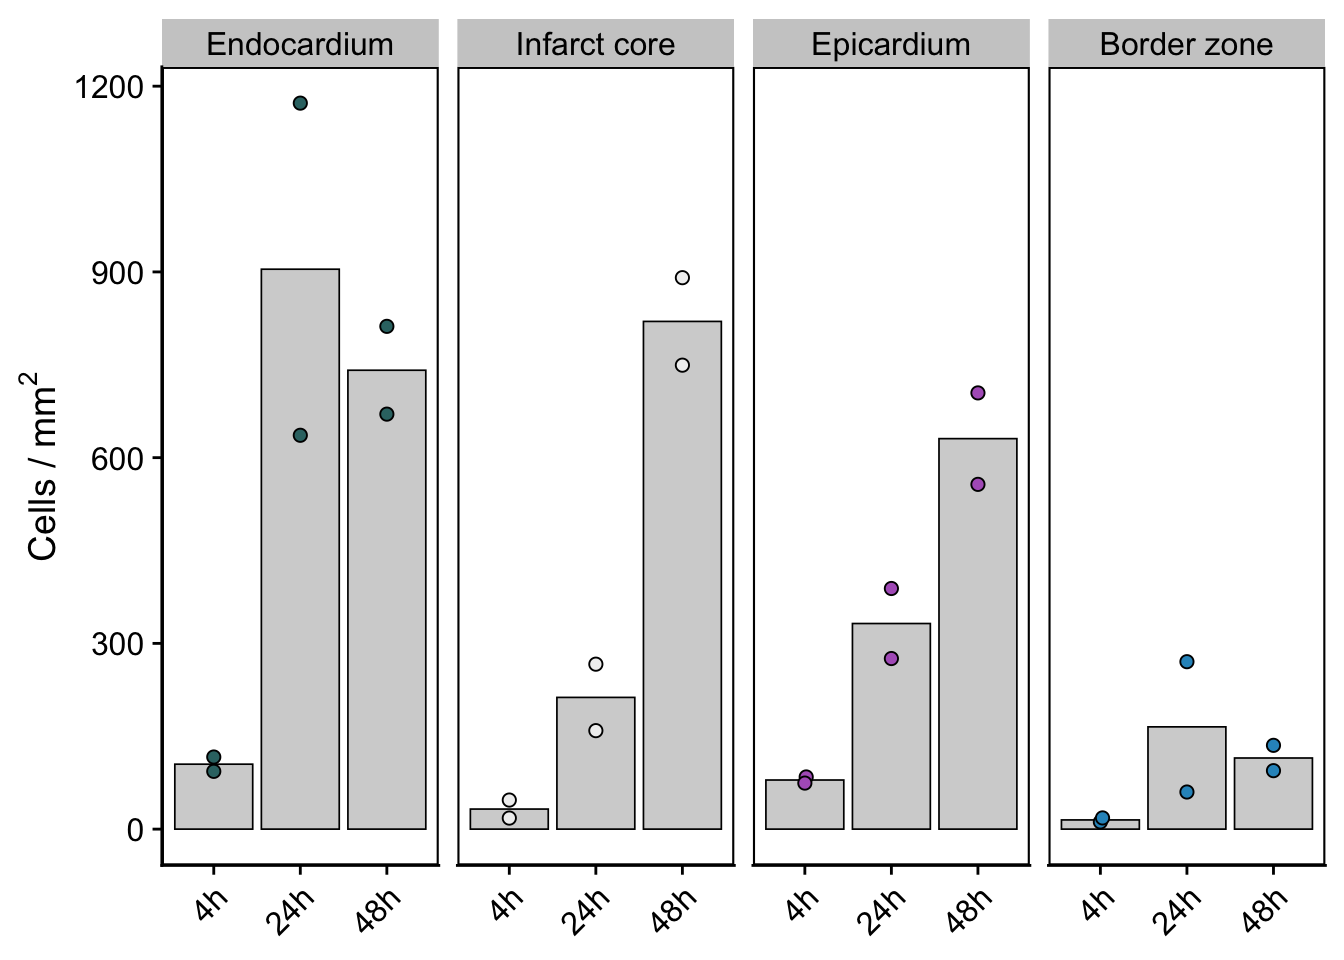 Endocardium Infarct core Epicardium Border zone
1200
900
600
300
0
Cells / mm²
4h 24h 48h 4h 24h 48h 4h 24h 48h 4h 24h 48h